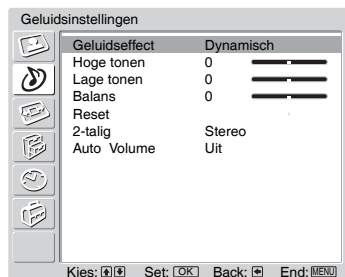 Geluidsinstellingen
Geluidseffect Dynamisch
Hoge tonen 0
Lage tonen 0
Balans 0
Reset
2-talig Stereo
Auto Volume Uit
Kies: Set: OK Back: End: MENU